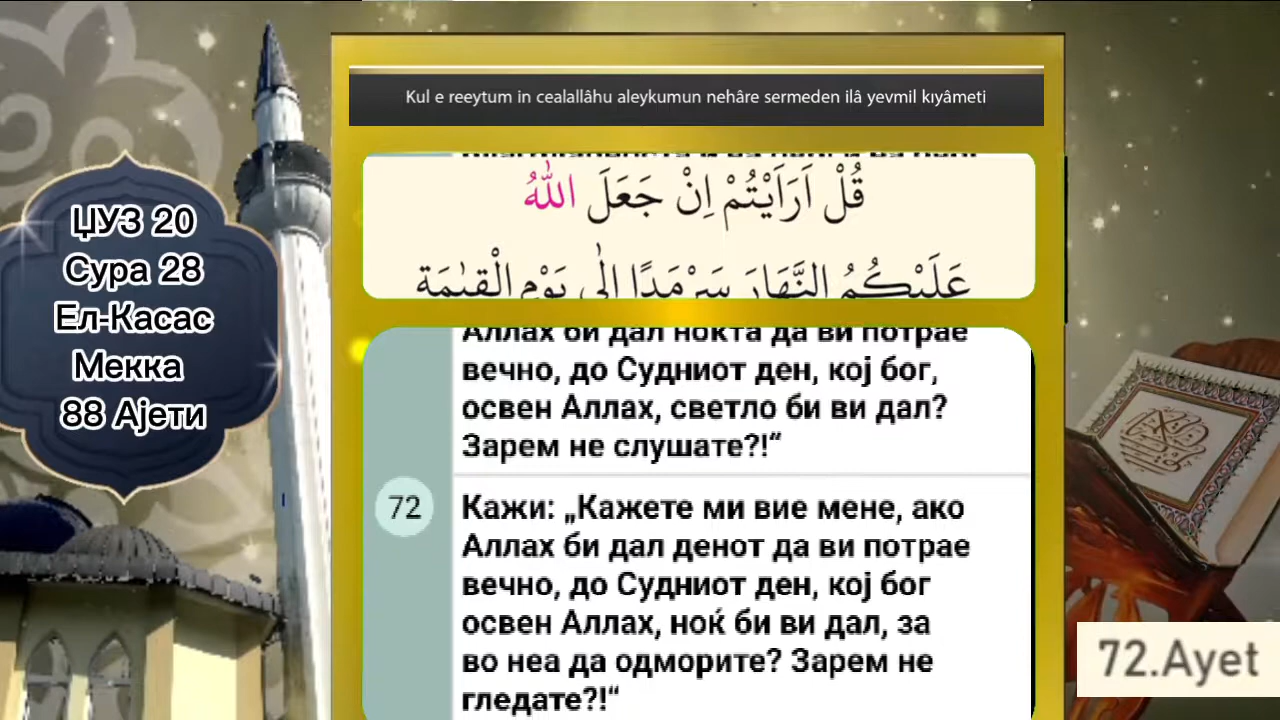 Kul e reeytum in cealallâhu aleykumun nehâre sermeden ilâ yevmil kıyâmeti
قُلْ اَرَاَيْتُمْ اِنْ جَعَلَ اللّٰهُ
عَلَيْكُمُ النَّهَارَ سَرْمَدًا اِلٰى يَوْمِ الْقِيٰمَةِ
ЏУЗ 20
Сура 28
Ел-Касас
Мекка
88 Ајети
Аллах би дал ноќта да ви потрае
вечно, до Судниот ден, кој бог,
освен Аллах, светло би ви дал?
Зарем не слушате?!“
72
Кажи: „Кажете ми вие мене, ако
Аллах би дал денот да ви потрае
вечно, до Судниот ден, кој бог
освен Аллах, ноќ би ви дал, за
во неа да одморите? Зарем не
гледате?!“
72.Ayet